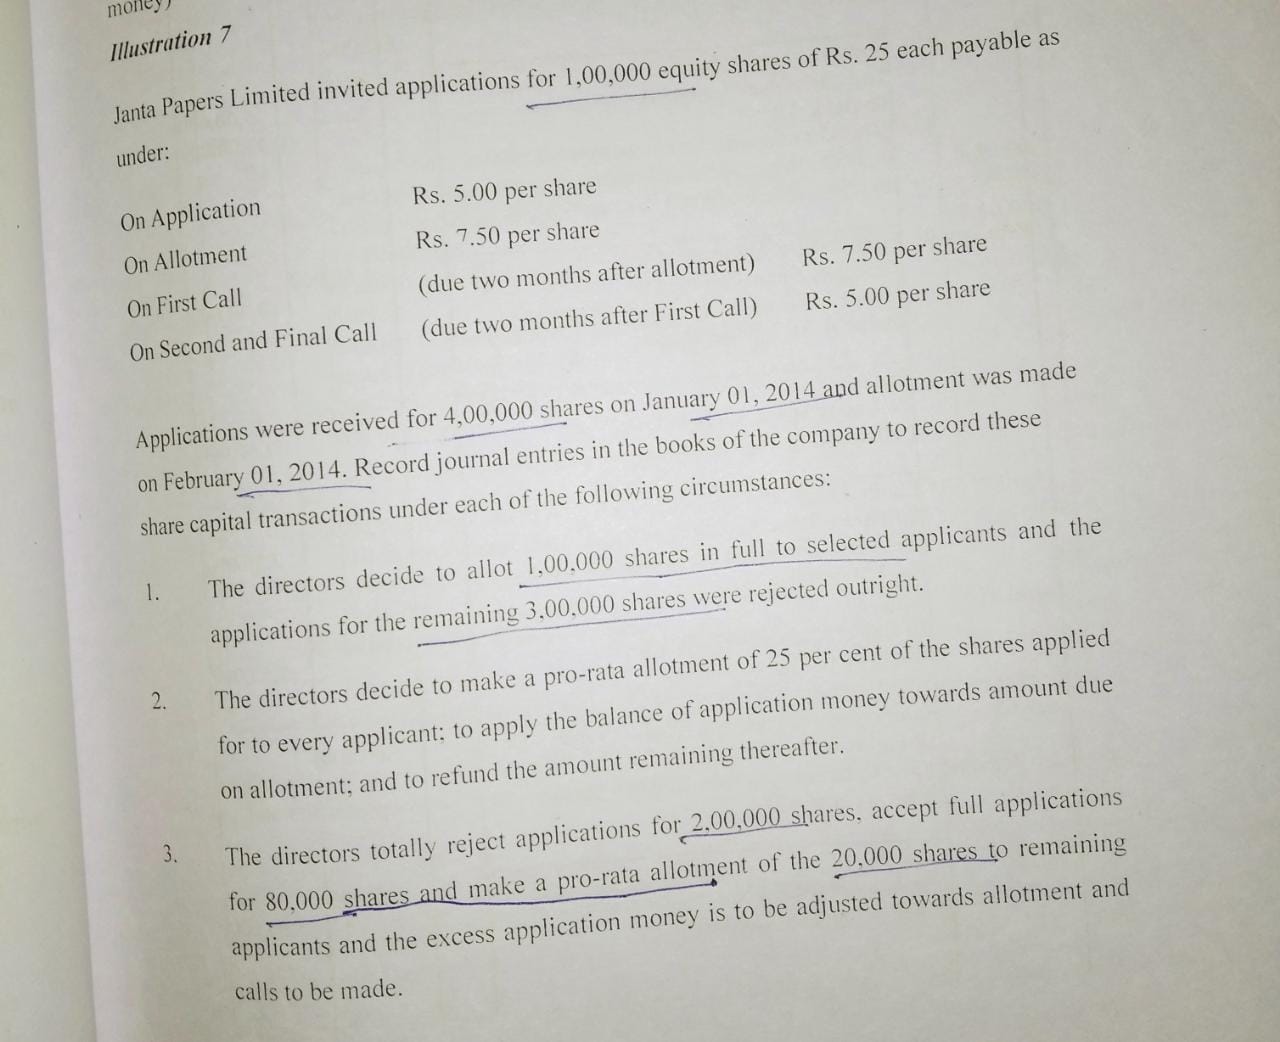 money)
Illustration 7
Janta Papers Limited invited applications for 1,00,000 equity shares of Rs. 25 each payable as
under:
On Application Rs. 5.00 per share
On Allotment Rs. 7.50 per share
On First Call (due two months after allotment) Rs. 7.50 per share
On Second and Final Call (due two months after First Call) Rs. 5.00 per share
Applications were received for 4,00,000 shares on January 01, 2014 and allotment was made
on February 01, 2014. Record journal entries in the books of the company to record these
share capital transactions under each of the following circumstances:
1. The directors decide to allot 1,00,000 shares in full to selected applicants and the
applications for the remaining 3,00,000 shares were rejected outright.
2. The directors decide to make a pro-rata allotment of 25 per cent of the shares applied
for to every applicant; to apply the balance of application money towards amount due
on allotment; and to refund the amount remaining thereafter.
3. The directors totally reject applications for 2,00,000 shares, accept full applications
for 80,000 shares and make a pro-rata allotment of the 20,000 shares to remaining
applicants and the excess application money is to be adjusted towards allotment and
calls to be made.